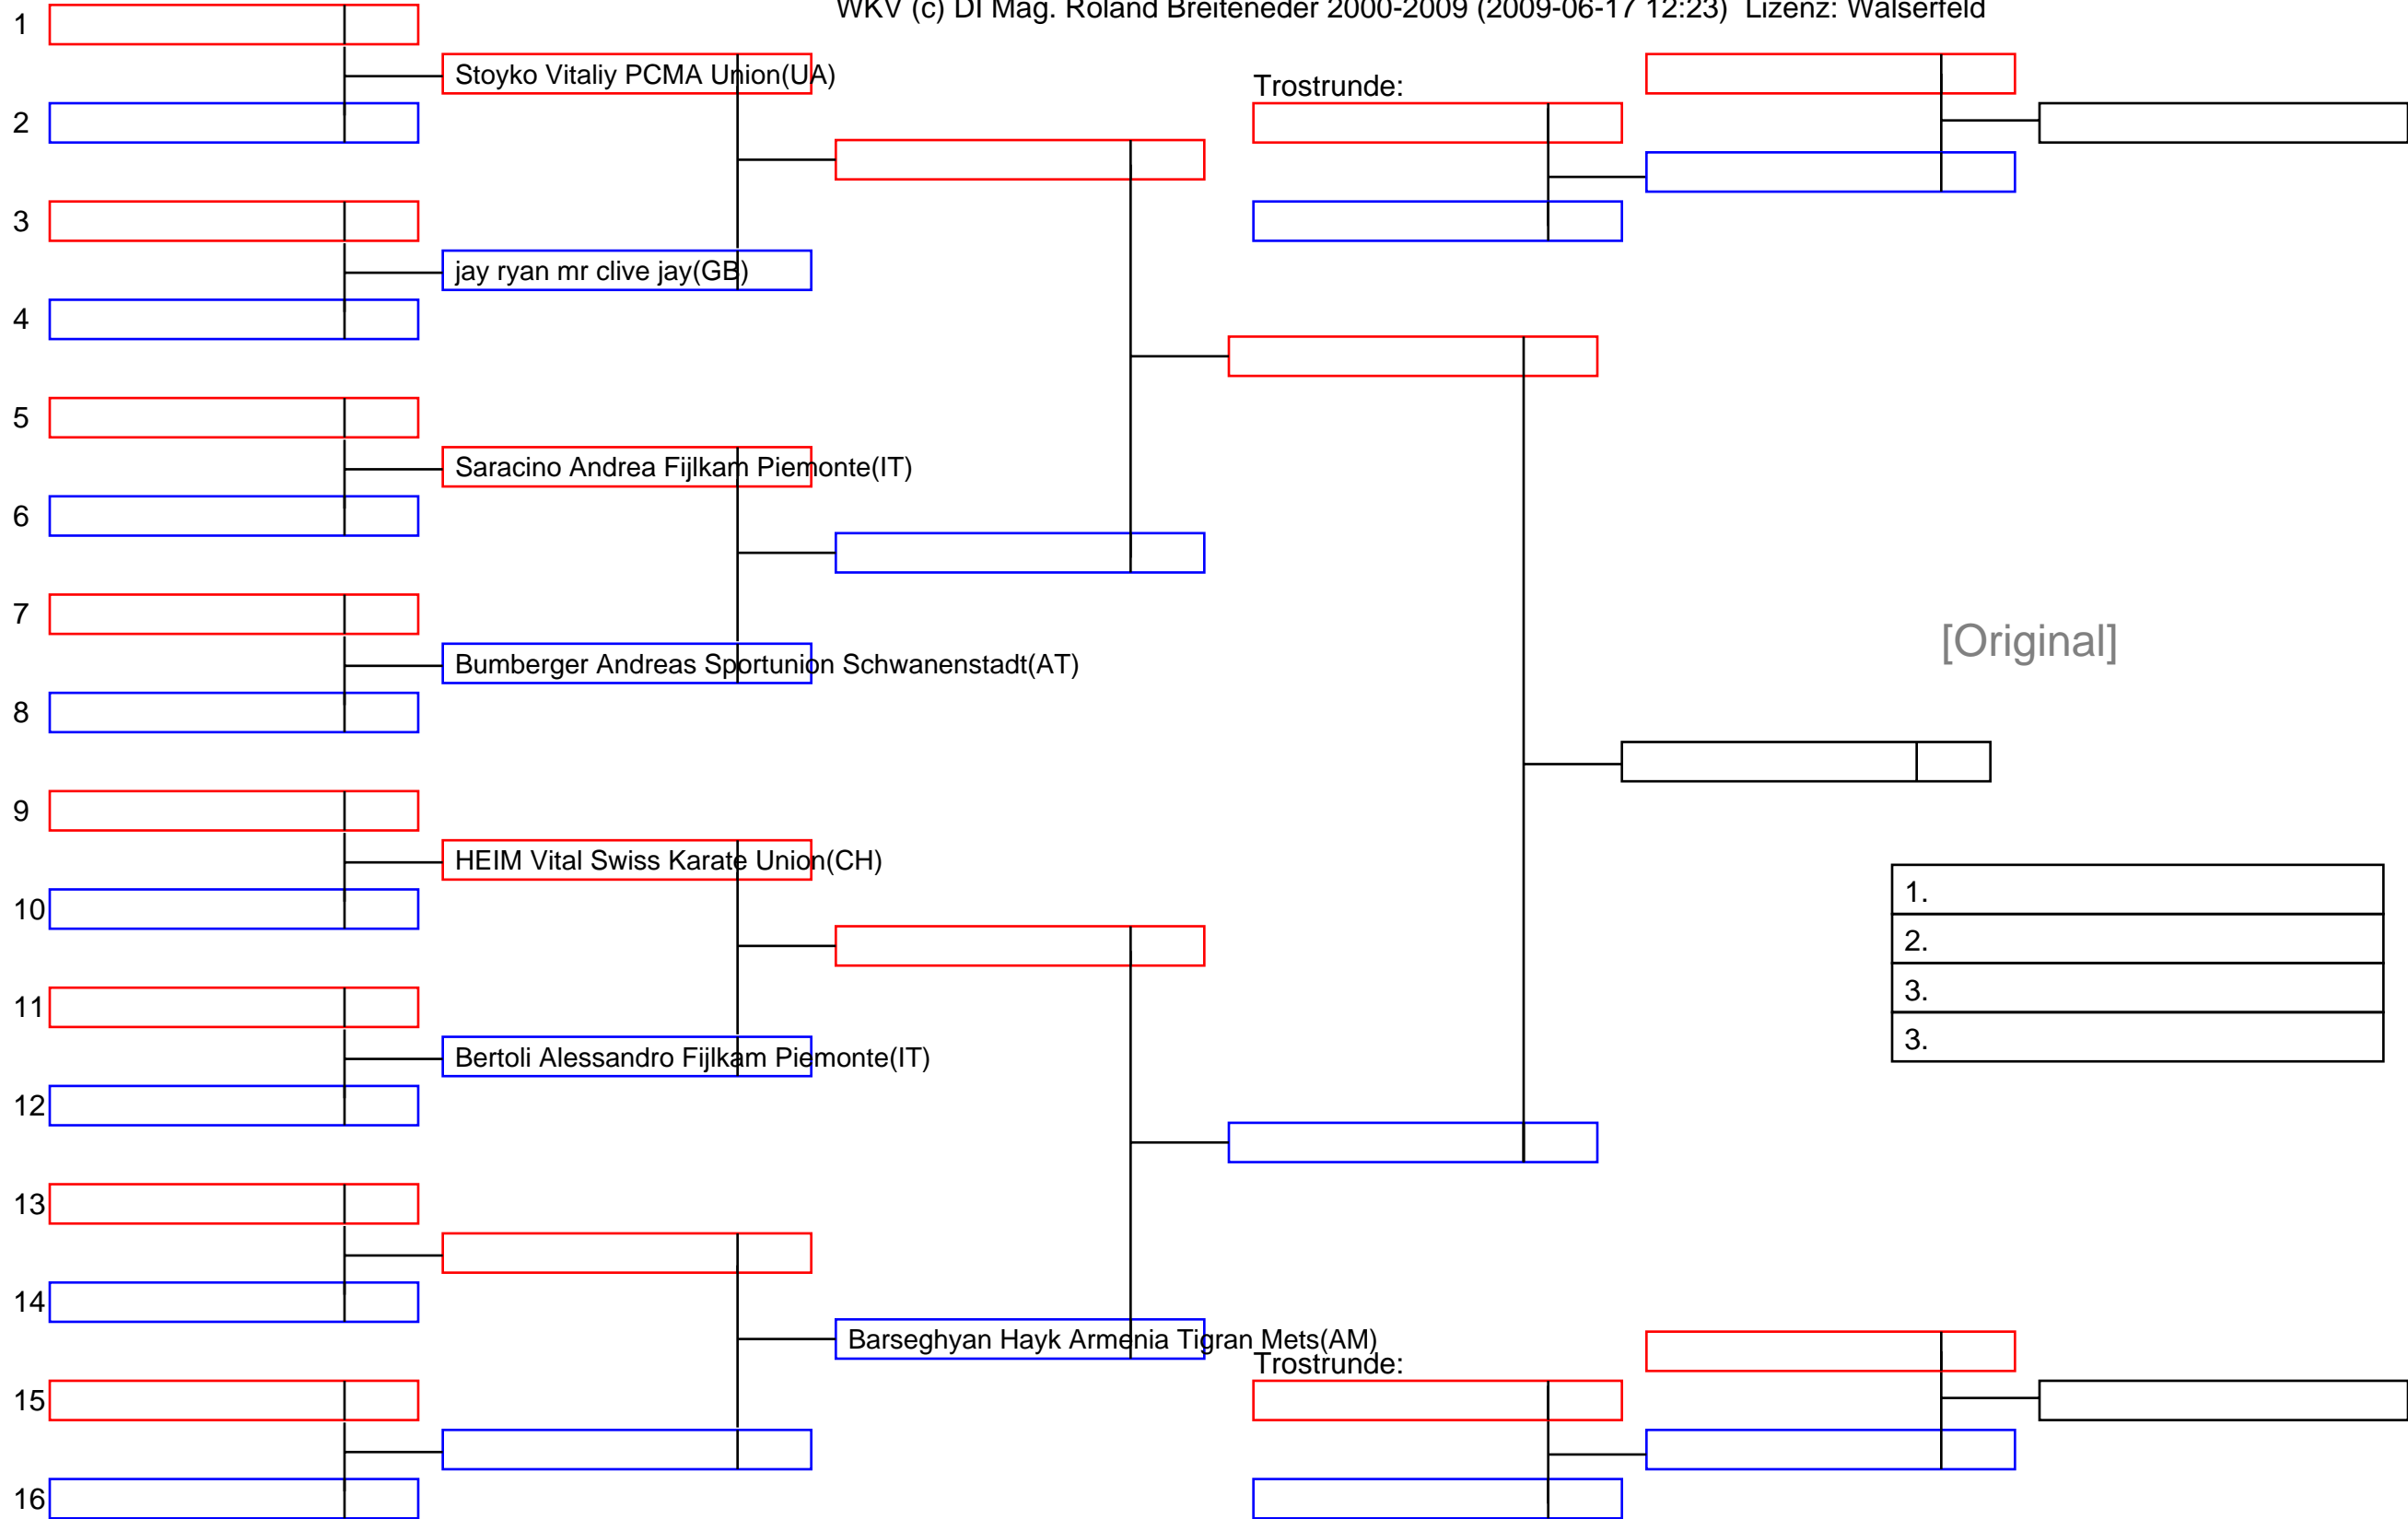 WKV (c) DI Mag. Roland Breiteneder 2000-2009 (2009-06-17 12:23) Lizenz: Walserfeld
1
Stoyko Vitaliy PCMA Union(UA)
Trostrunde:
2
3
jay ryan mr clive jay(GB)
4
5
Saracino Andrea Fijlkam Piemonte(IT)
6
7
[Original]
Bumberger Andreas Sportunion Schwanenstadt(AT)
8
9
HEIM Vital Swiss Karate Union(CH)
1.
10
2.
3.
11
3.
Bertoli Alessandro Fijlkam Piemonte(IT)
12
13
14
Barseghyan Hayk Armenia Tigran Mets(AM)
Trostrunde:
15
16